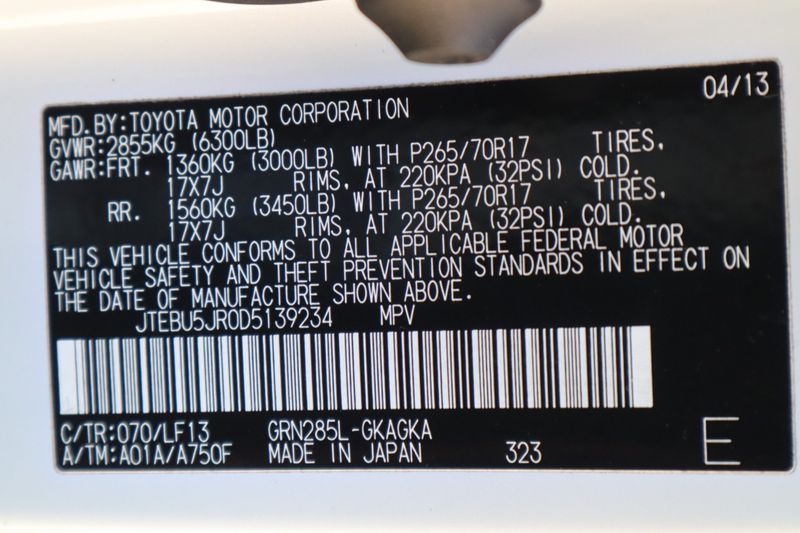 04/13
MFD.BY:TOYOTA MOTOR CORPORATION
GVWR:2855KG (6300LB)
GAWR:FRT. 1360KG (3000LB) WITH P265/70R17 TIRES,
17X7J RIMS, AT 220KPA (32PSI) COLD.
RR. 1560KG (3450LB) WITH P265/70R17 TIRES,
17X7J RIMS, AT 220KPA (32PSI) COLD.
THIS VEHICLE CONFORMS TO ALL APPLICABLE FEDERAL MOTOR
VEHICLE SAFETY AND THEFT PREVENTION STANDARDS IN EFFECT ON
THE DATE OF MANUFACTURE SHOWN ABOVE.
JTEBU5JR0D5139234 MPV
C/TR:070/LF13 GRN285L-GKAGKA
A/TM:A01A/A750F MADE IN JAPAN 323
E